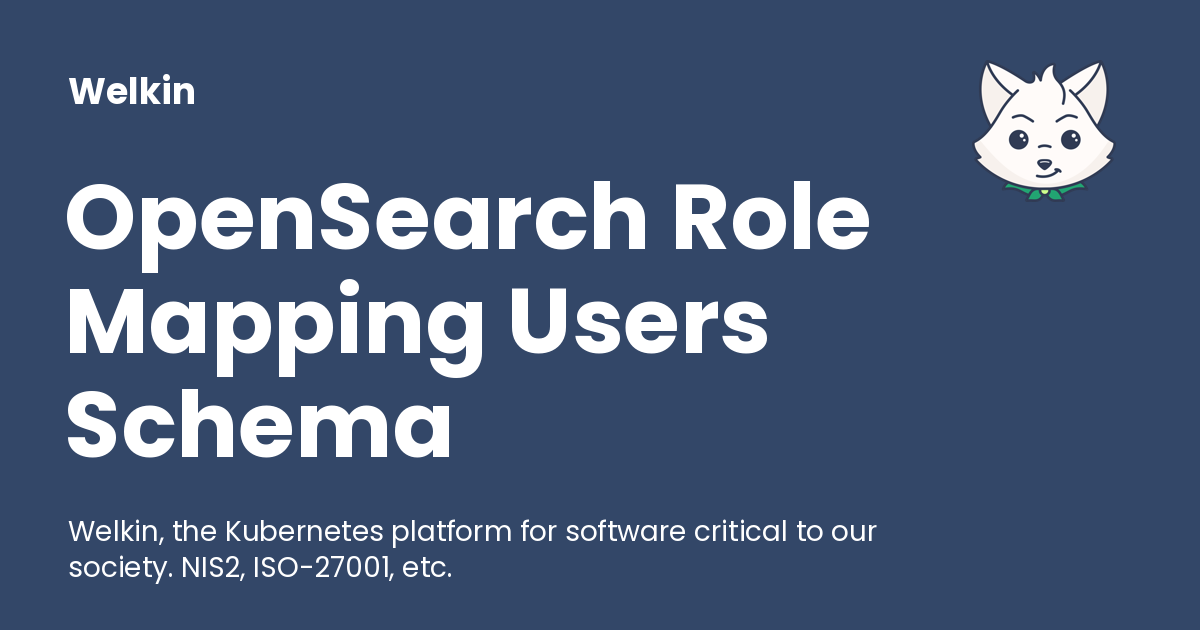 Welkin
OpenSearch Role
Mapping Users
Schema
Welkin, the Kubernetes platform for software critical to our
society. NIS2, ISO-27001, etc.